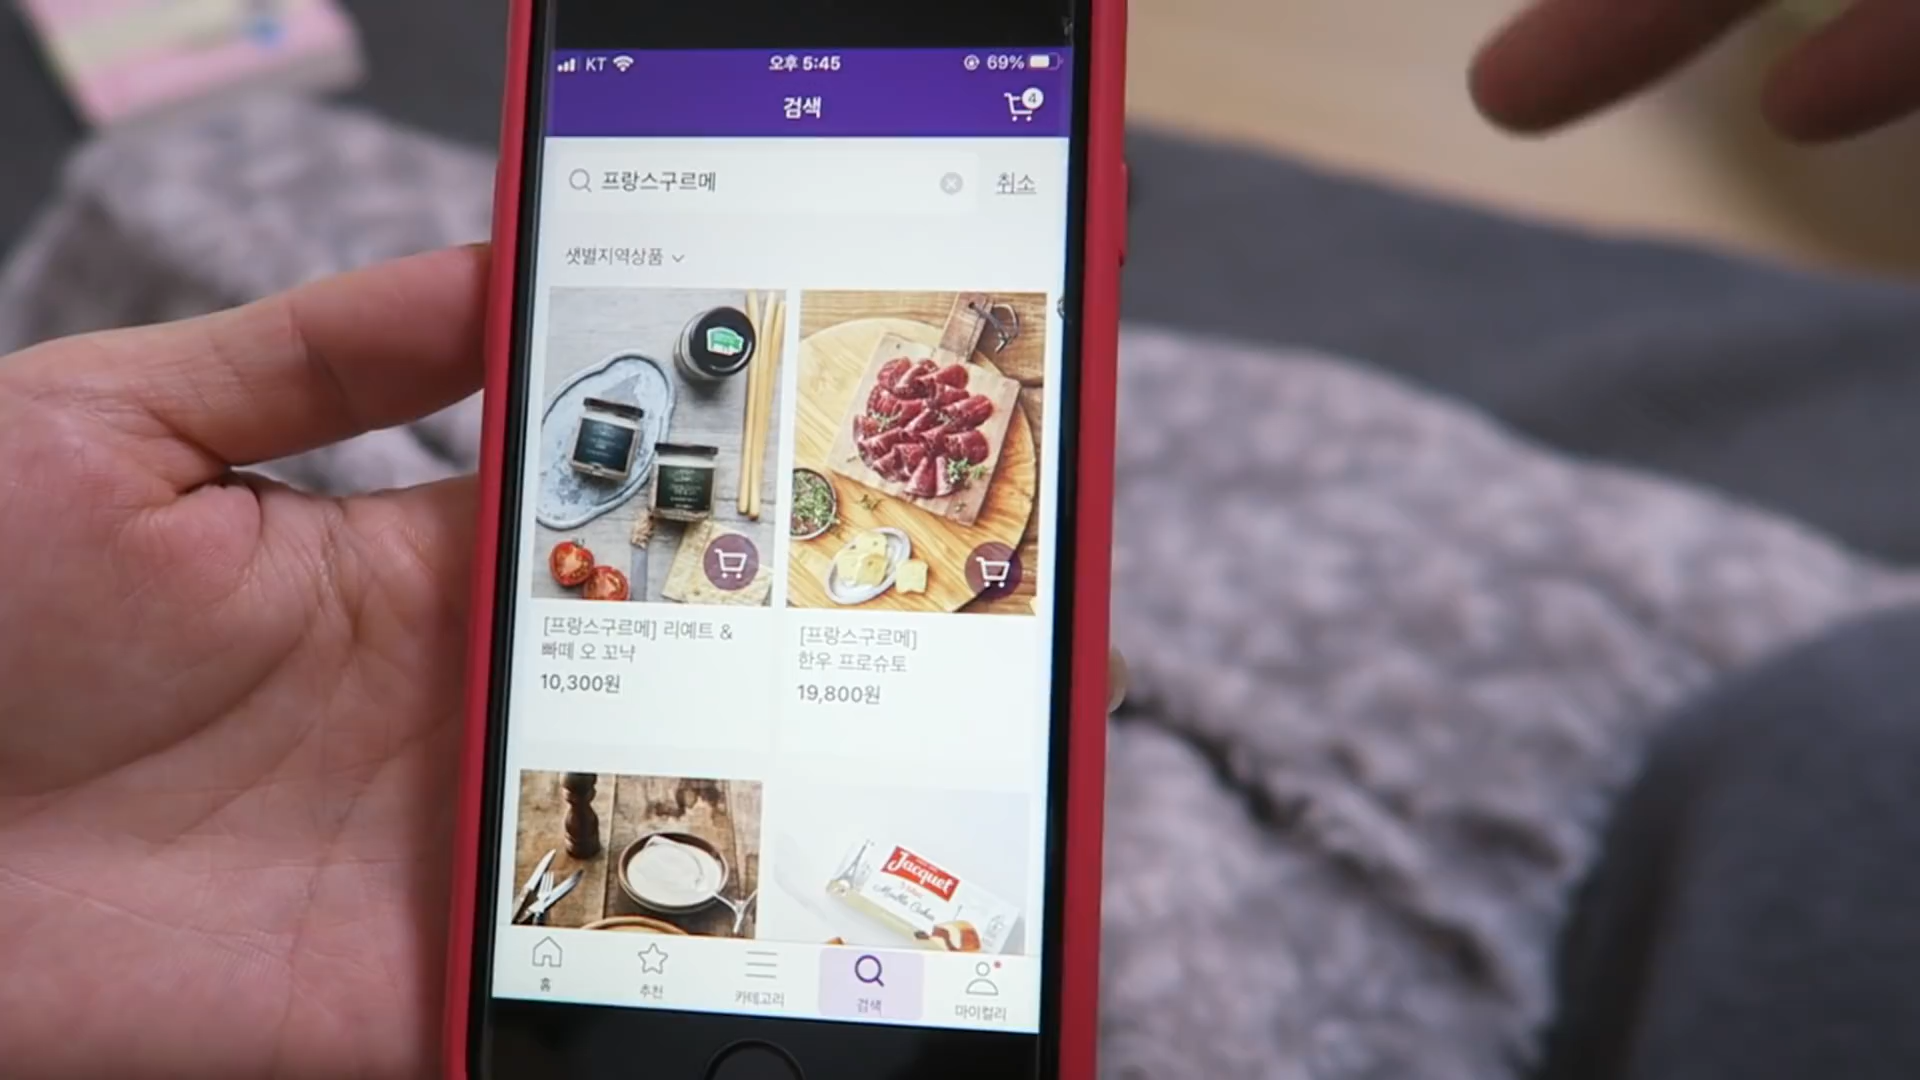 KT 오후 5:45 69%
검색 4
프랑스구르메 취소
샛별지역상품
[프랑스구르메] 리예트 &
빠떼 오 꼬냑
10,300원
[프랑스구르메]
한우 프로슈토
19,800원
Jacquet
홈 추천 카테고리 검색 마이컬리